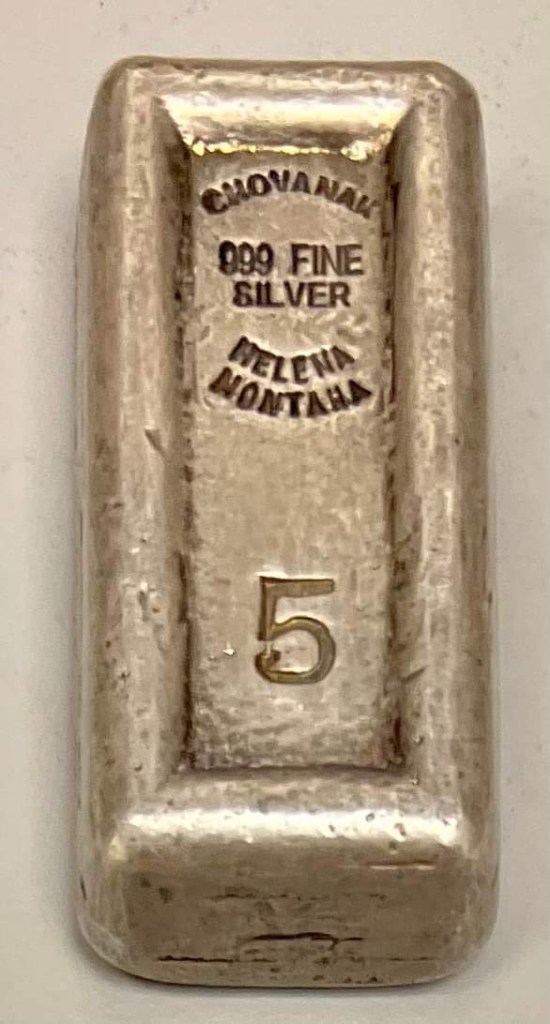 CHOVANAK
999 FINE
SILVER
HELENA
MONTANA
5